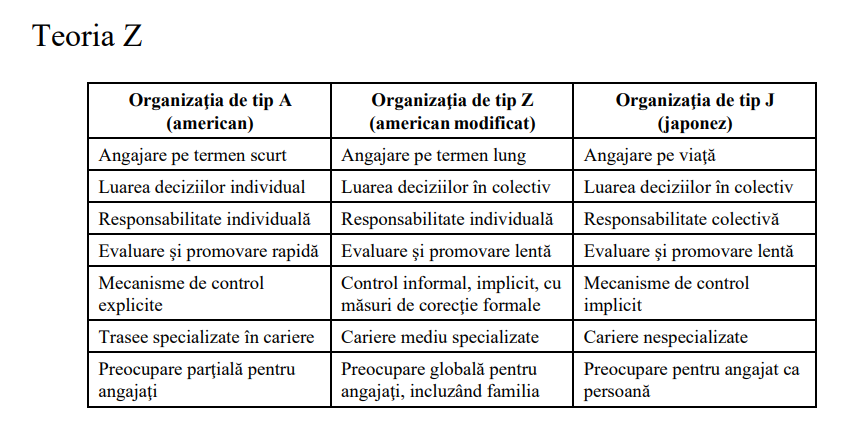 Teoria Z
Organizaţia de tip A Organizaţia de tip Z Organizaţia de tip J
(american) (american modificat) (japonez)
Angajare pe termen scurt Angajare pe termen lung Angajare pe viaţă
Luarea deciziilor individual Luarea deciziilor în colectiv Luarea deciziilor în colectiv
Responsabilitate individuală Responsabilitate individuală Responsabilitate colectivă
Evaluare şi promovare rapidă Evaluare şi promovare lentă Evaluare şi promovare lentă
Mecanisme de control Control informal, implicit, cu Mecanisme de control
explicite măsuri de corecţie formale implicit
Trasee specializate în cariere Cariere mediu specializate Cariere nespecializate
Preocupare parţială pentru Preocupare globală pentru Preocupare pentru angajat ca
angajaţi angajaţi, incluzând familia persoană